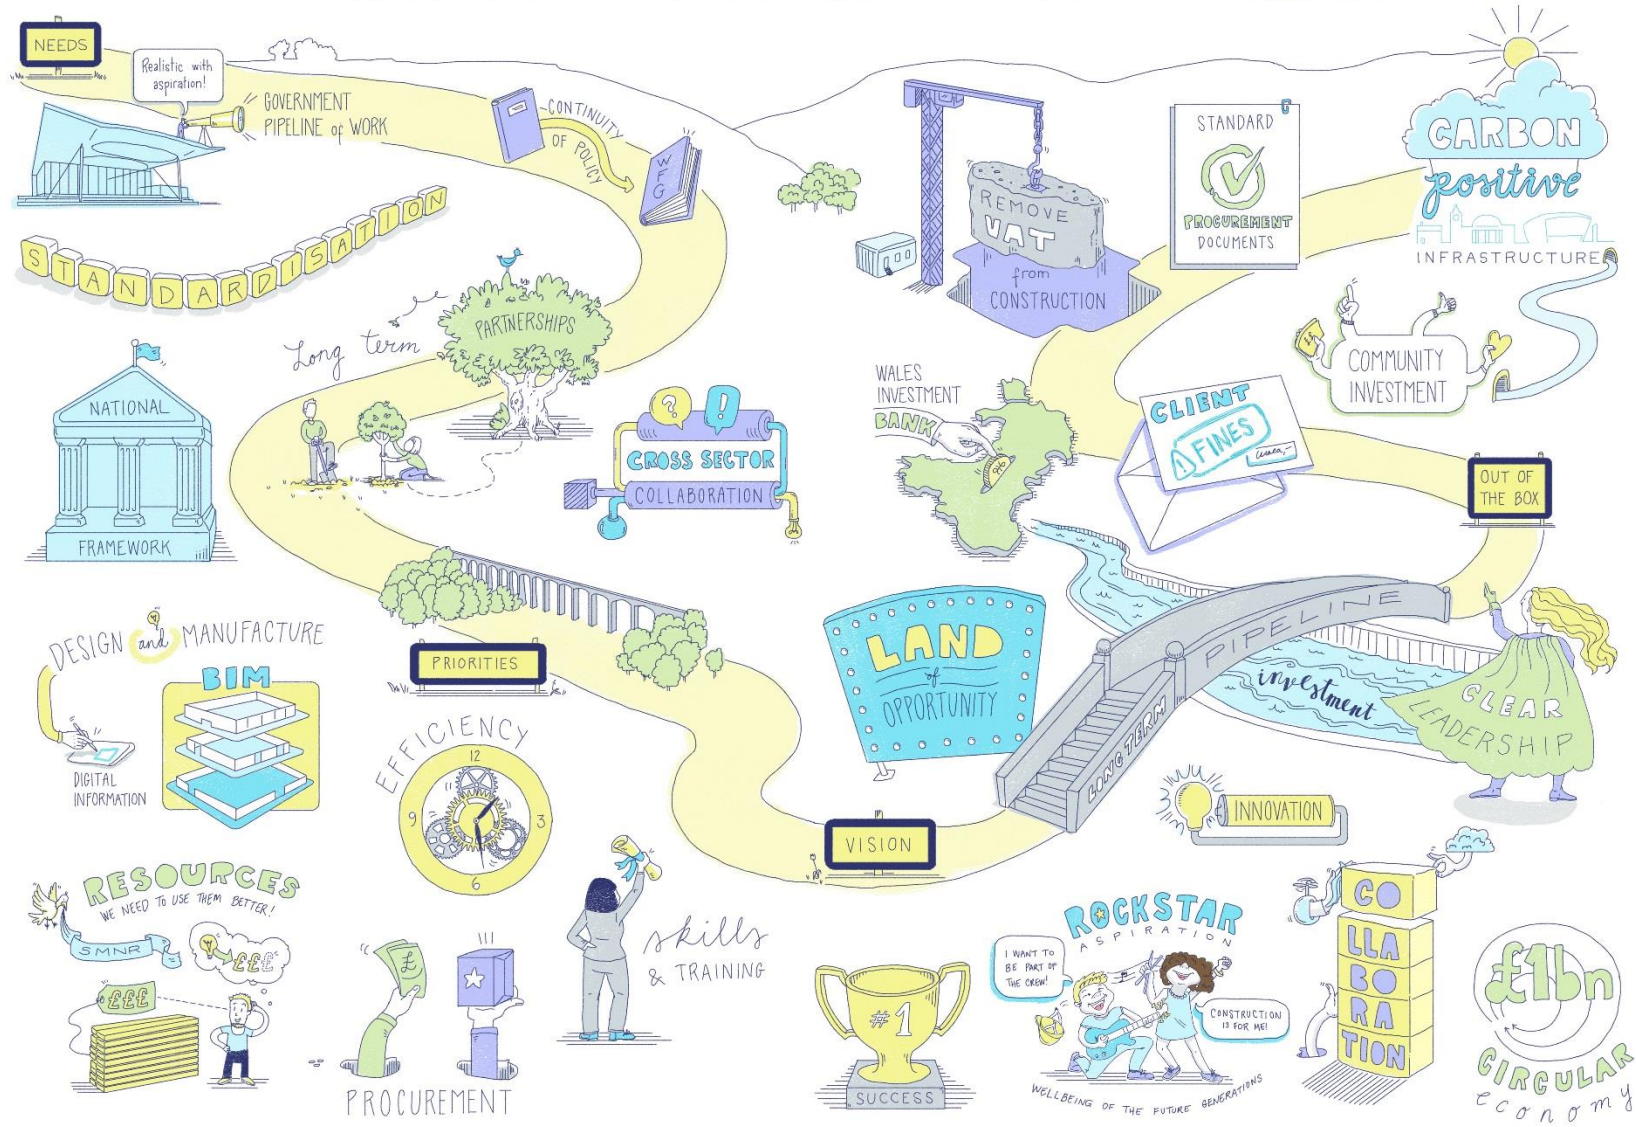 NEEDS
Realistic with
aspiration!
GOVERNMENT
PIPELINE of WORK
CONTINUITY
OF POLICY
WFG
STANDARDISATION
Long term
PARTNERSHIPS
NATIONAL
FRAMEWORK
CROSS SECTOR
COLLABORATION
REMOVE
VAT
from
CONSTRUCTION
STANDARD
PROCUREMENT
DOCUMENTS
CARBON
positive
INFRASTRUCTURE
COMMUNITY
INVESTMENT
WALES
INVESTMENT
BANK
CLIENT
FINES
OUT OF
THE BOX
DESIGN and MANUFACTURE
BIM
DIGITAL
INFORMATION
PRIORITIES
EFFICIENCY
12
3
6
9
LAND
of
OPPORTUNITY
LONG TERM
PIPELINE
investment
CLEAR
LEADERSHIP
VISION
INNOVATION
RESOURCES
WE NEED TO USE THEM BETTER!
SMNR
£££
£££
£
PROCUREMENT
skills
& TRAINING
#1
SUCCESS
ROCKSTAR
ASPIRATION
I WANT TO
BE PART OF
THE CREW!
CONSTRUCTION
IS FOR ME!
WELLBEING OF THE FUTURE GENERATIONS
CO
LLA
BO
RA
TION
£1bn
CIRCULAR
economy